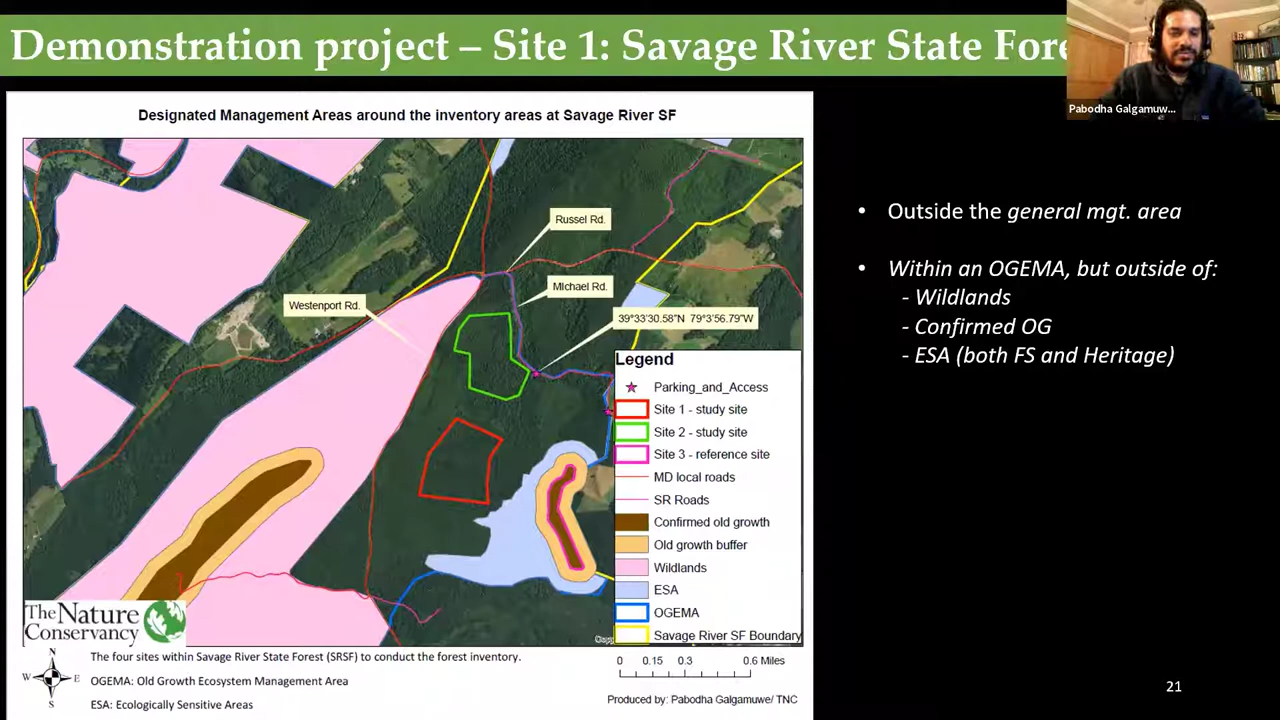 Demonstration project – Site 1: Savage River State Fore
Pabodha Galgamuw...
Designated Management Areas around the inventory areas at Savage River SF
Russel Rd.
Michael Rd.
Westenport Rd.
39°33'30.58"N 79°3'56.79"W
Legend
Parking_and_Access
Site 1 - study site
Site 2 - study site
Site 3 - reference site
MD local roads
SR Roads
Confirmed old growth
Old growth buffer
Wildlands
ESA
OGEMA
Savage River SF Boundary
The Nature
Conservancy
N
W E
S
The four sites within Savage River State Forest (SRSF) to conduct the forest inventory.
OGEMA: Old Growth Ecosystem Management Area
ESA: Ecologically Sensitive Areas
0 0.15 0.3 0.6 Miles
Produced by: Pabodha Galgamuwe/ TNC
• Outside the general mgt. area
• Within an OGEMA, but outside of:
- Wildlands
- Confirmed OG
- ESA (both FS and Heritage)
21